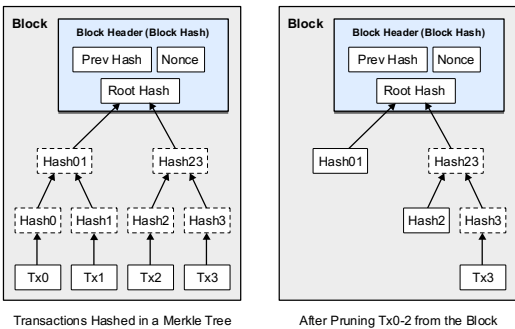 Block
Block Header (Block Hash)
Prev Hash
Nonce
Root Hash
Hash01
Hash23
Hash0
Hash1
Hash2
Hash3
Tx0
Tx1
Tx2
Tx3
Transactions Hashed in a Merkle Tree
Block
Block Header (Block Hash)
Prev Hash
Nonce
Root Hash
Hash01
Hash23
Hash2
Hash3
Tx3
After Pruning Tx0-2 from the Block